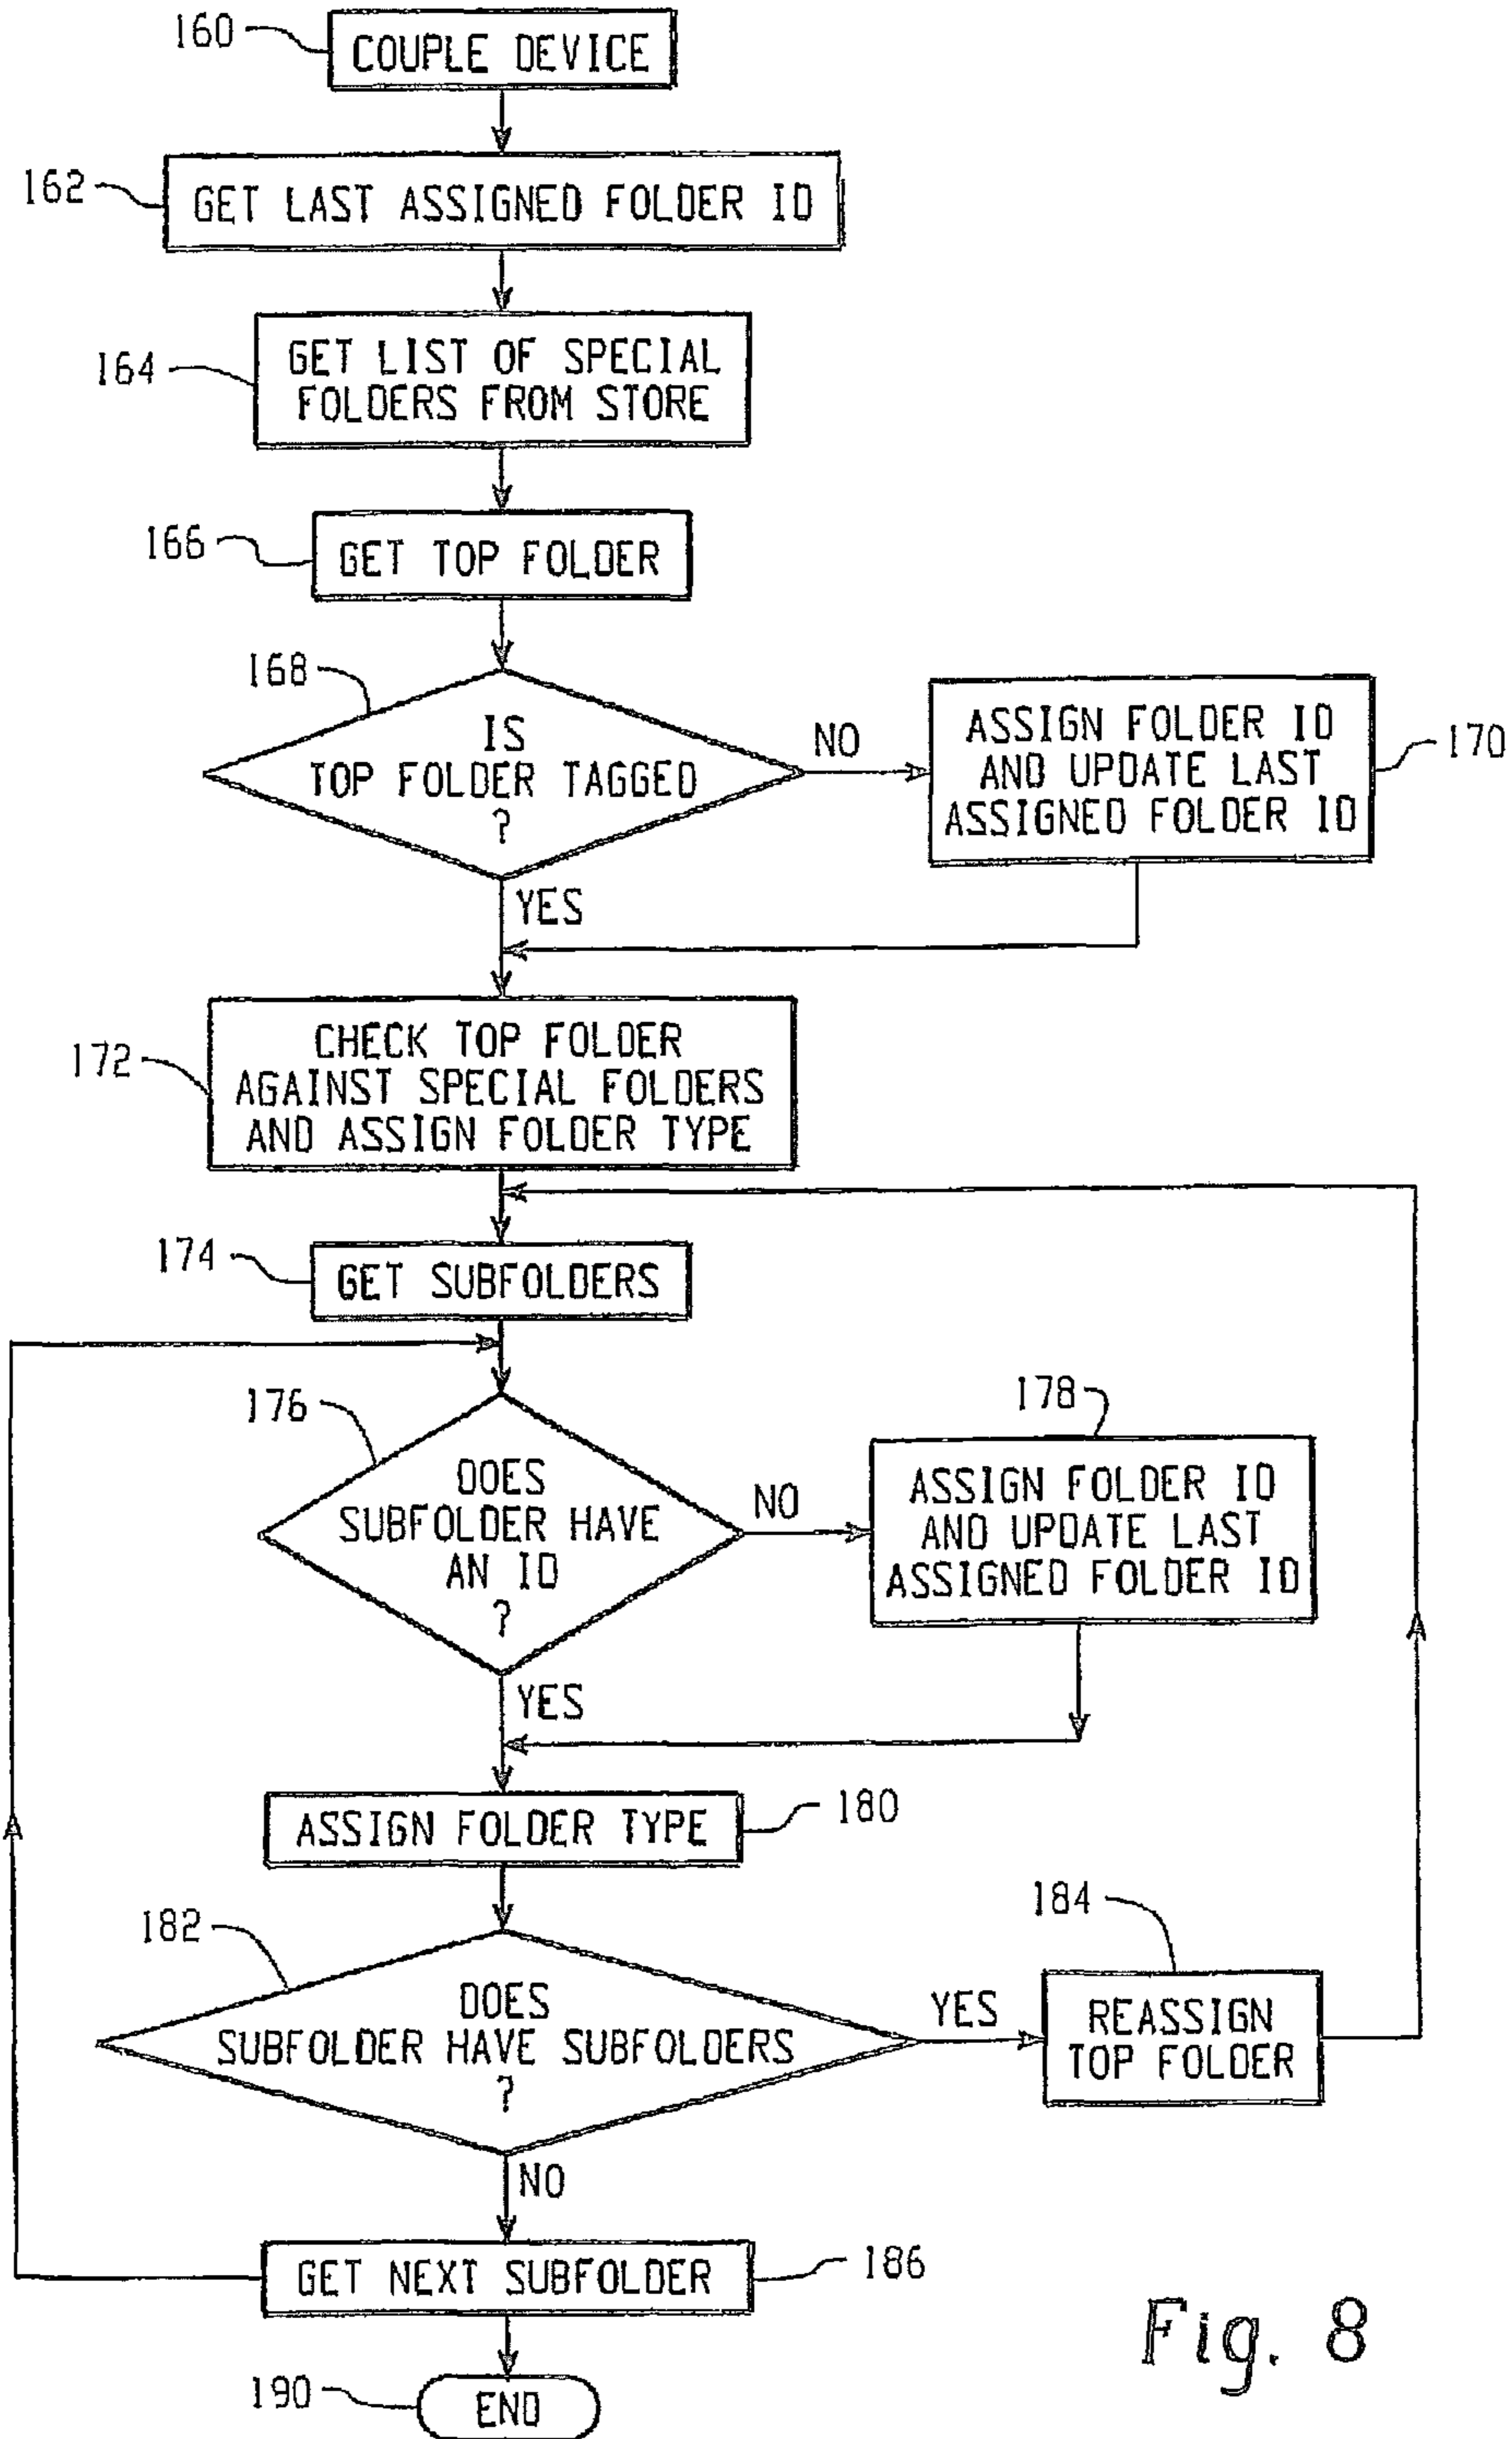 160
COUPLE DEVICE
162
GET LAST ASSIGNED FOLDER ID
164
GET LIST OF SPECIAL
FOLDERS FROM STORE
166
GET TOP FOLDER
168
IS
TOP FOLDER TAGGED
?
NO
ASSIGN FOLDER ID
AND UPDATE LAST
ASSIGNED FOLDER ID
170
YES
172
CHECK TOP FOLDER
AGAINST SPECIAL FOLDERS
AND ASSIGN FOLDER TYPE
174
GET SUBFOLDERS
176
DOES
SUBFOLDER HAVE
AN ID
?
NO
178
ASSIGN FOLDER ID
AND UPDATE LAST
ASSIGNED FOLDER ID
YES
ASSIGN FOLDER TYPE
180
182
DOES
SUBFOLDER HAVE SUBFOLDERS
?
YES
184
REASSIGN
TOP FOLDER
NO
GET NEXT SUBFOLDER
186
190
END
Fig. 8